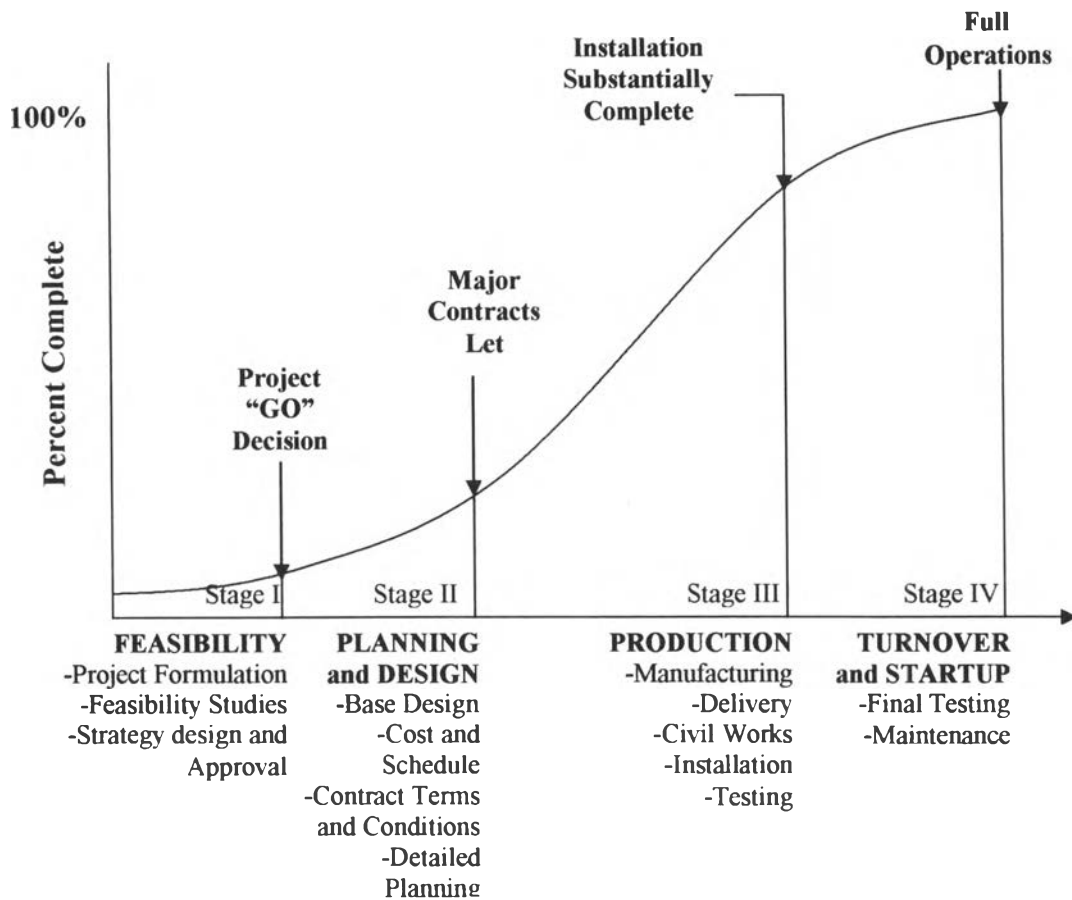 Full
Operations
Installation
Substantially
Complete
100%
Percent Complete
Major
Contracts
Let
Project
“GO”
Decision
Stage I
Stage II
Stage III
Stage IV
FEASIBILITY
-Project Formulation
-Feasibility Studies
-Strategy design and
Approval
PLANNING
and DESIGN
-Base Design
-Cost and
Schedule
-Contract Terms
and Conditions
-Detailed
Planning
PRODUCTION
-Manufacturing
-Delivery
-Civil Works
-Installation
-Testing
TURNOVER
and STARTUP
-Final Testing
-Maintenance